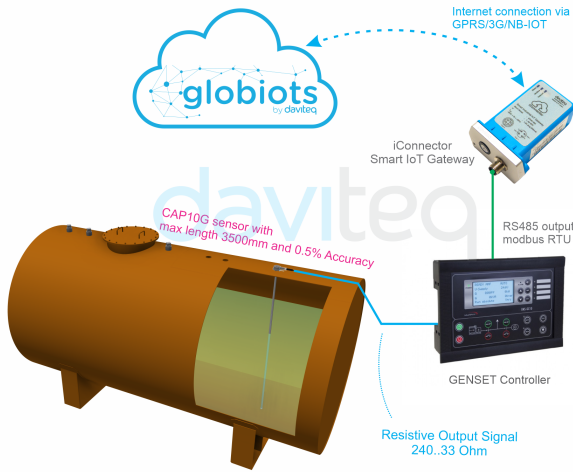 Internet connection via
GPRS/3G/NB-IOT
globiots
by daviteq
iConnector
Smart IoT Gateway
daviteq
CAP10G sensor with
max length 3500mm and 0.5% Accuracy
RS485 output
modbus RTU
GENSET Controller
Resistive Output Signal
240..33 Ohm